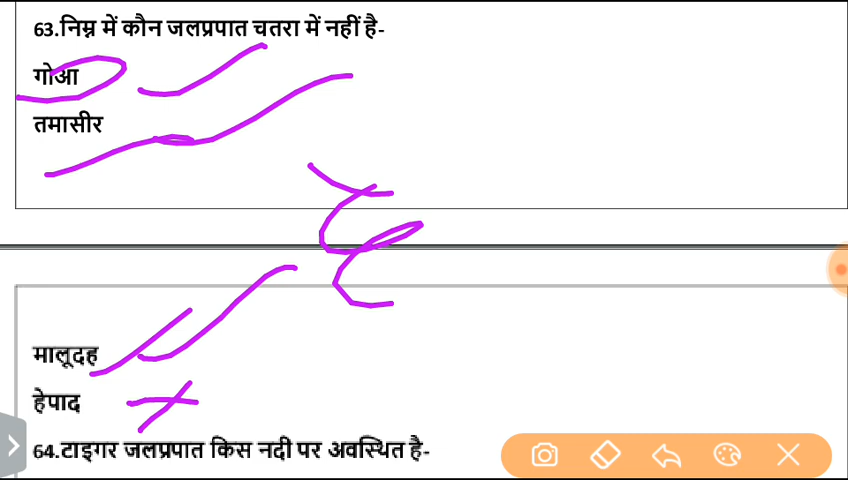 63.निम्न में कौन जलप्रपात चतरा में नहीं है-
गोआ
तमासीर
मालूदह
हेपाद
64.टाइगर जलप्रपात किस नदी पर अवस्थित है-